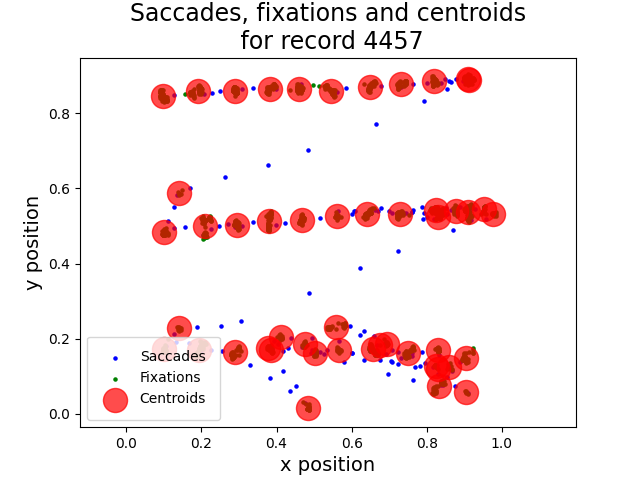 Saccades, fixations and centroids
for record 4457
y position
0.8
0.6
0.4
0.2
0.0
Saccades
Fixations
Centroids
0.0 0.2 0.4 0.6 0.8 1.0
x position